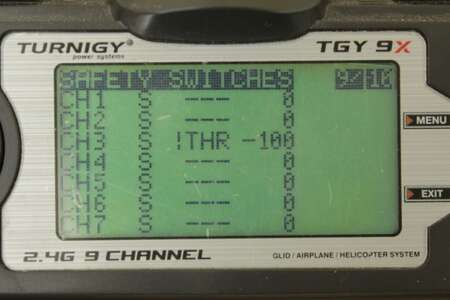 TURNIGY®
power systems
TGY 9X
SAFETY SWITCHES 9/10
CH1 S --- 0
CH2 S --- 0
CH3 S !THR -100
CH4 S --- 0
CH5 S --- 0
CH6 S --- 0
CH7 S --- 0
MENU
EXIT
2.4G 9 CHANNEL
GLID / AIRPLANE / HELICOPTER SYSTEM